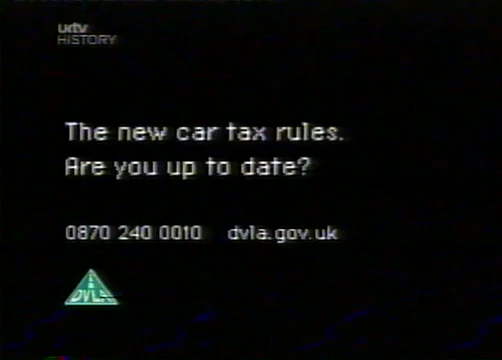 uktv
HISTORY
The new car tax rules.
Are you up to date?
0870 240 0010 dvla.gov.uk
DVLA